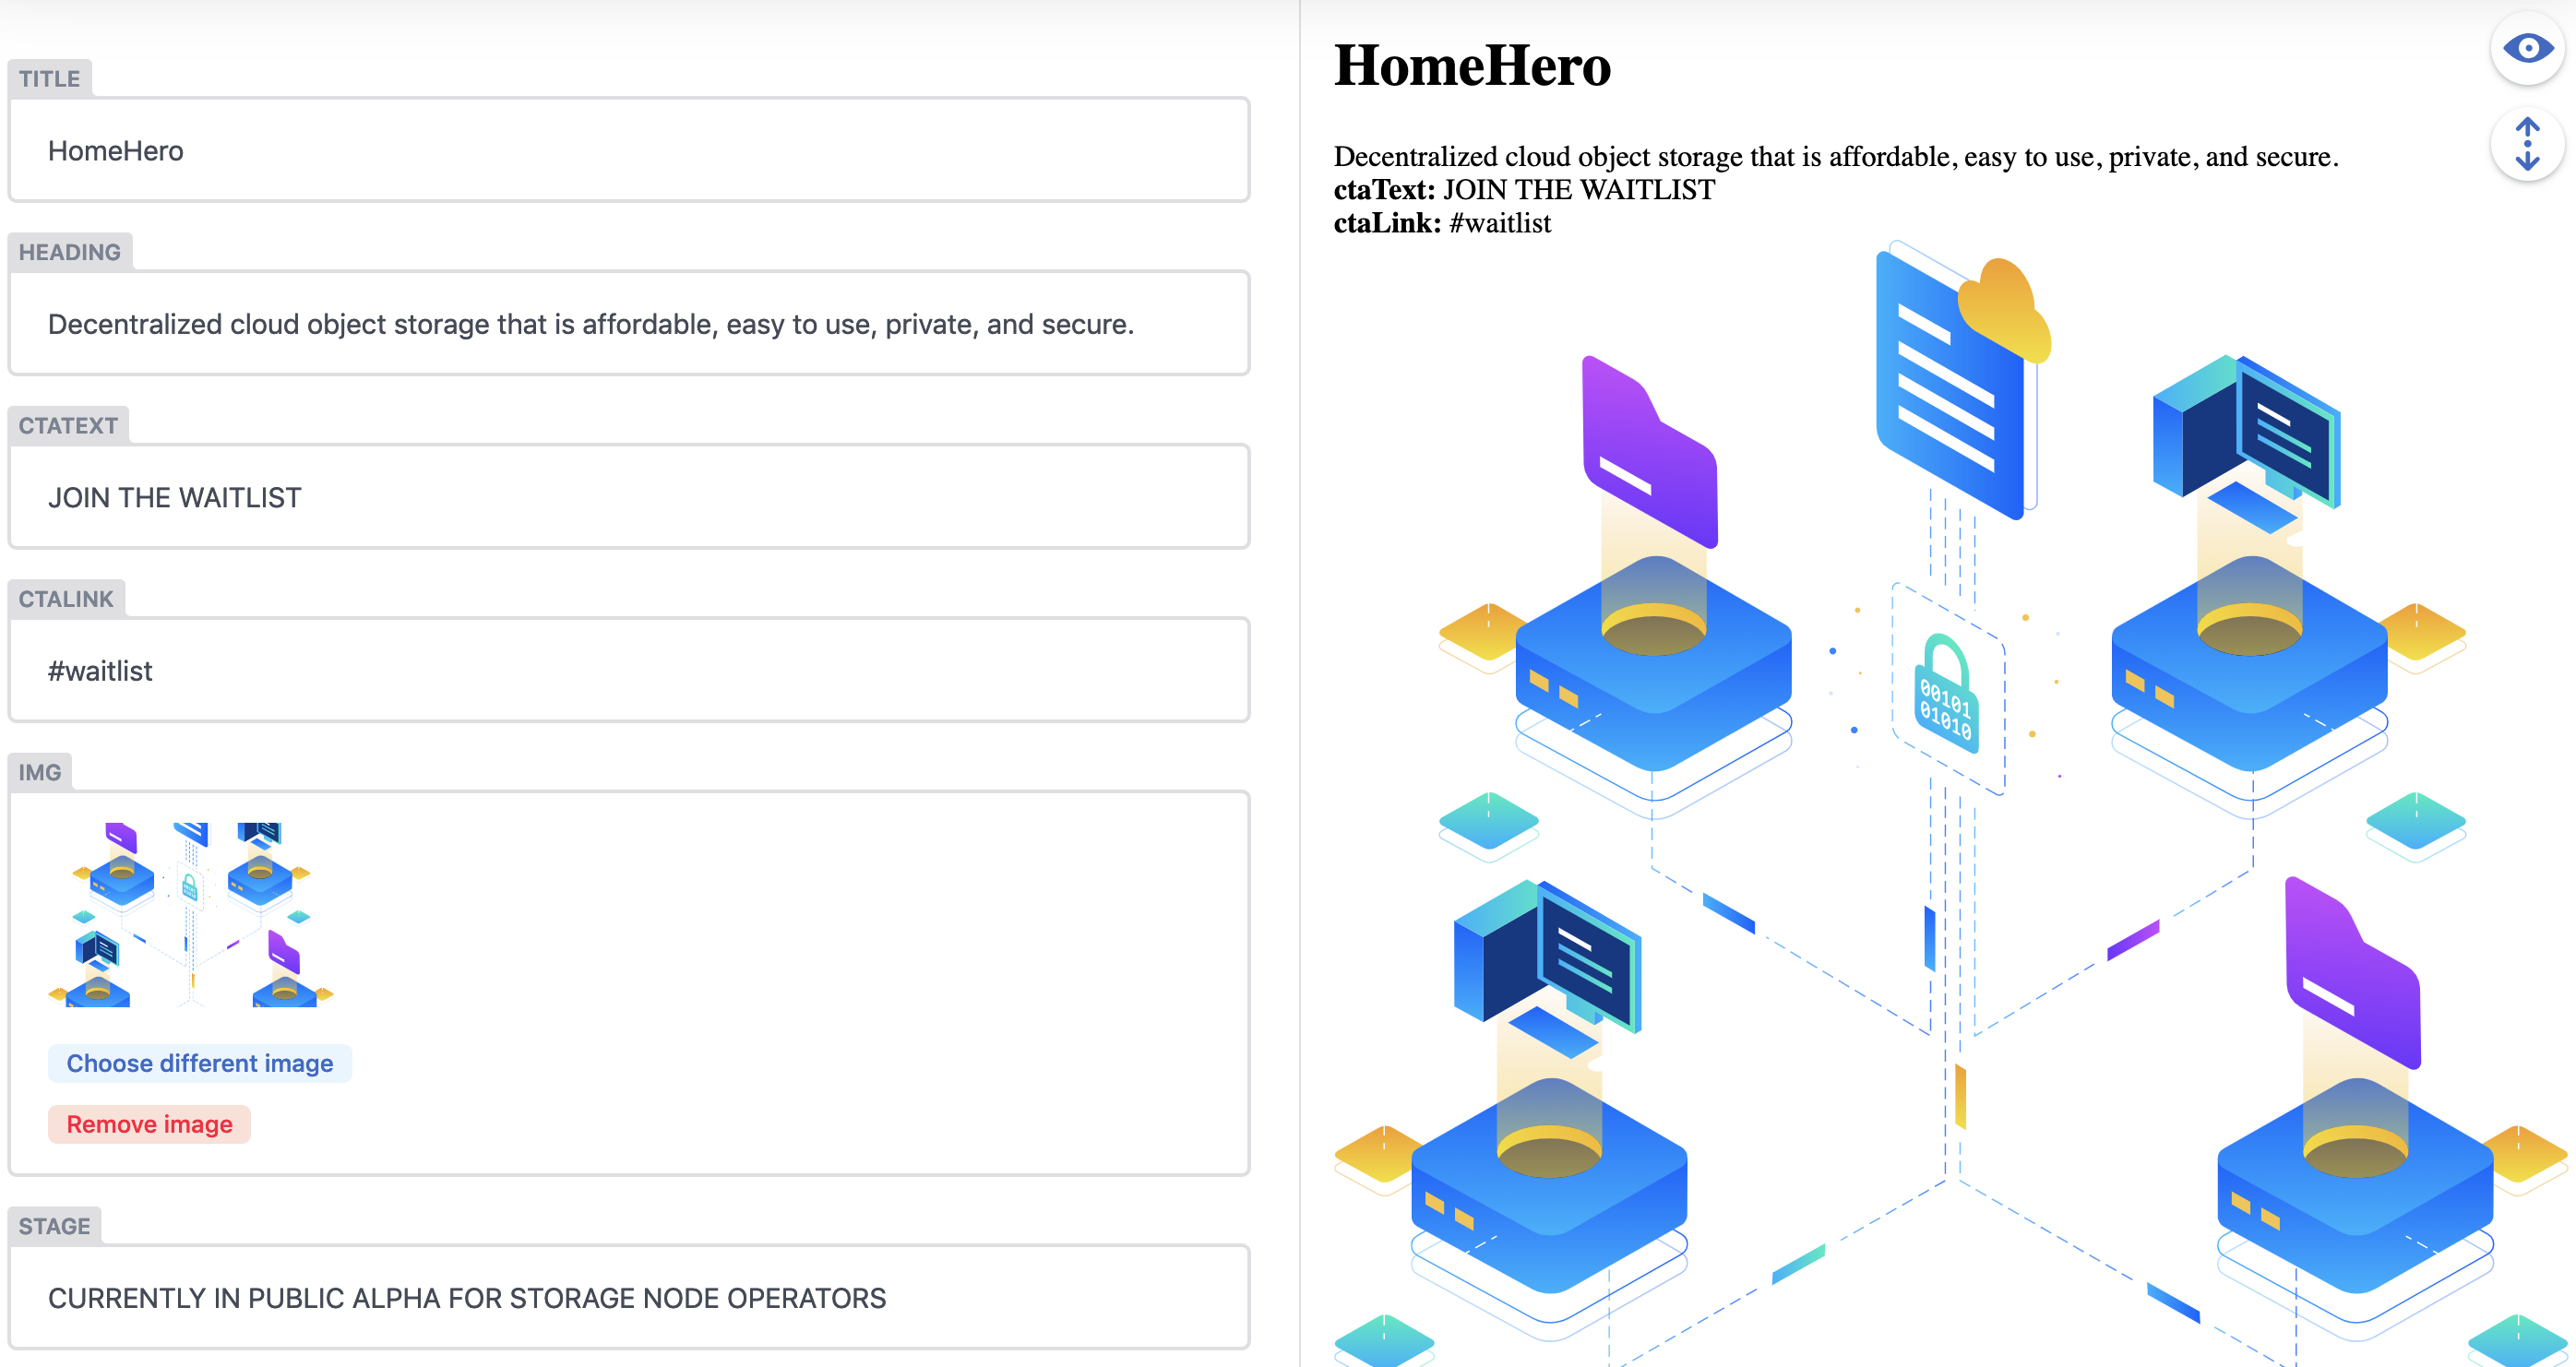 TITLE
HomeHero
HEADING
Decentralized cloud object storage that is affordable, easy to use, private, and secure.
CTATEXT
JOIN THE WAITLIST
CTALINK
#waitlist
IMG
Choose different image
Remove image
STAGE
CURRENTLY IN PUBLIC ALPHA FOR STORAGE NODE OPERATORS
HomeHero
Decentralized cloud object storage that is affordable, easy to use, private, and secure.
ctaText: JOIN THE WAITLIST
ctaLink: #waitlist
00101
01010